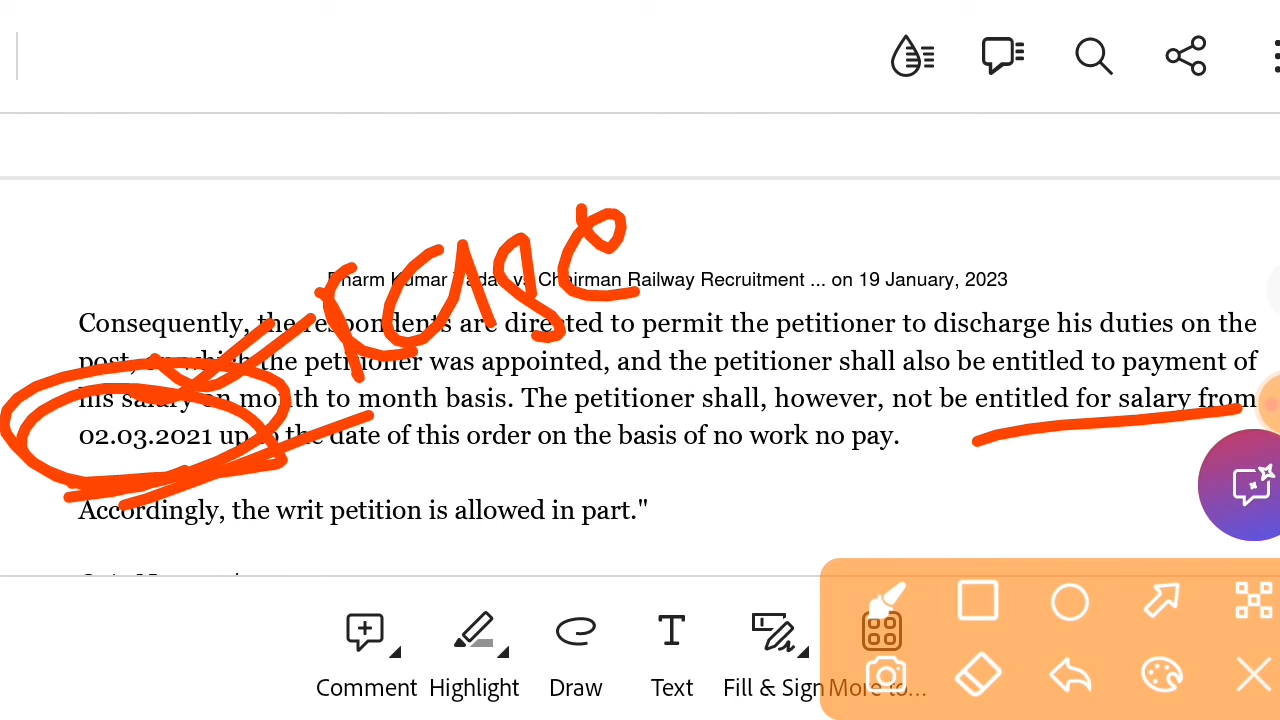 Dharm Kumar Yadav vs Chairman Railway Recruitment ... on 19 January, 2023
case
Consequently, the respondents are directed to permit the petitioner to discharge his duties on the
post, on which the petitioner was appointed, and the petitioner shall also be entitled to payment of
his salary on month to month basis. The petitioner shall, however, not be entitled for salary from
02.03.2021 up to the date of this order on the basis of no work no pay.
Accordingly, the writ petition is allowed in part."
Comment Highlight Draw Text Fill & Sign More to...